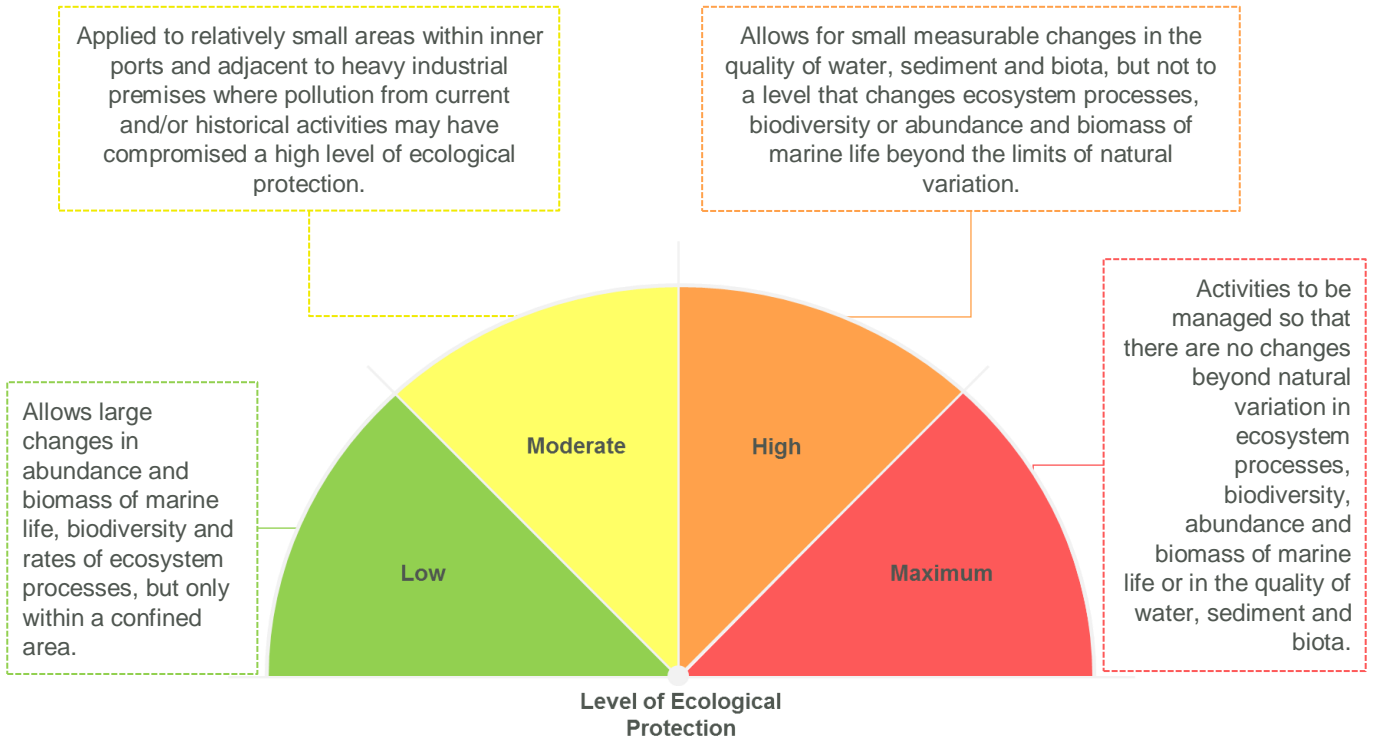 Applied to relatively small areas within inner
ports and adjacent to heavy industrial
premises where pollution from current
and/or historical activities may have
compromised a high level of ecological
protection.
Allows for small measurable changes in the
quality of water, sediment and biota, but not to
a level that changes ecosystem processes,
biodiversity or abundance and biomass of
marine life beyond the limits of natural
variation.
Activities to be
managed so that
there are no changes
beyond natural
variation in
ecosystem
processes,
biodiversity,
abundance and
biomass of marine
life or in the quality of
water, sediment and
biota.
Allows large
changes in
abundance and
biomass of marine
life, biodiversity and
rates of ecosystem
processes, but only
within a confined
area.
Moderate
High
Low
Maximum
Level of Ecological
Protection